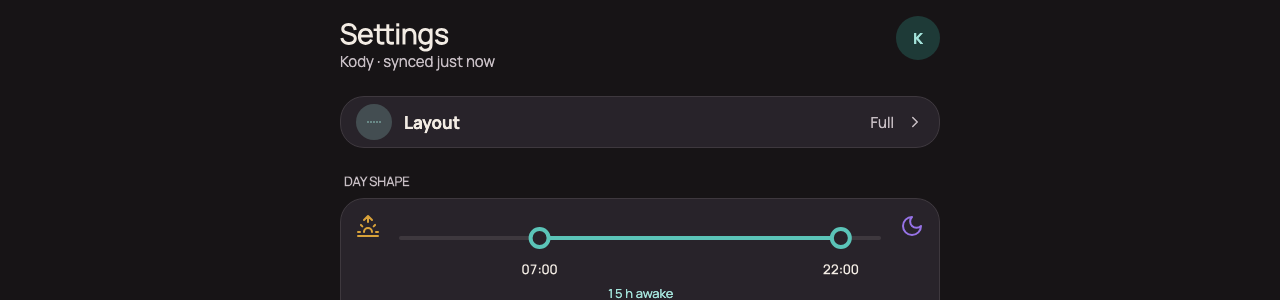 Settings
K
Kody · synced just now
Layout
Full
DAY SHAPE
07:00
22:00
15 h awake